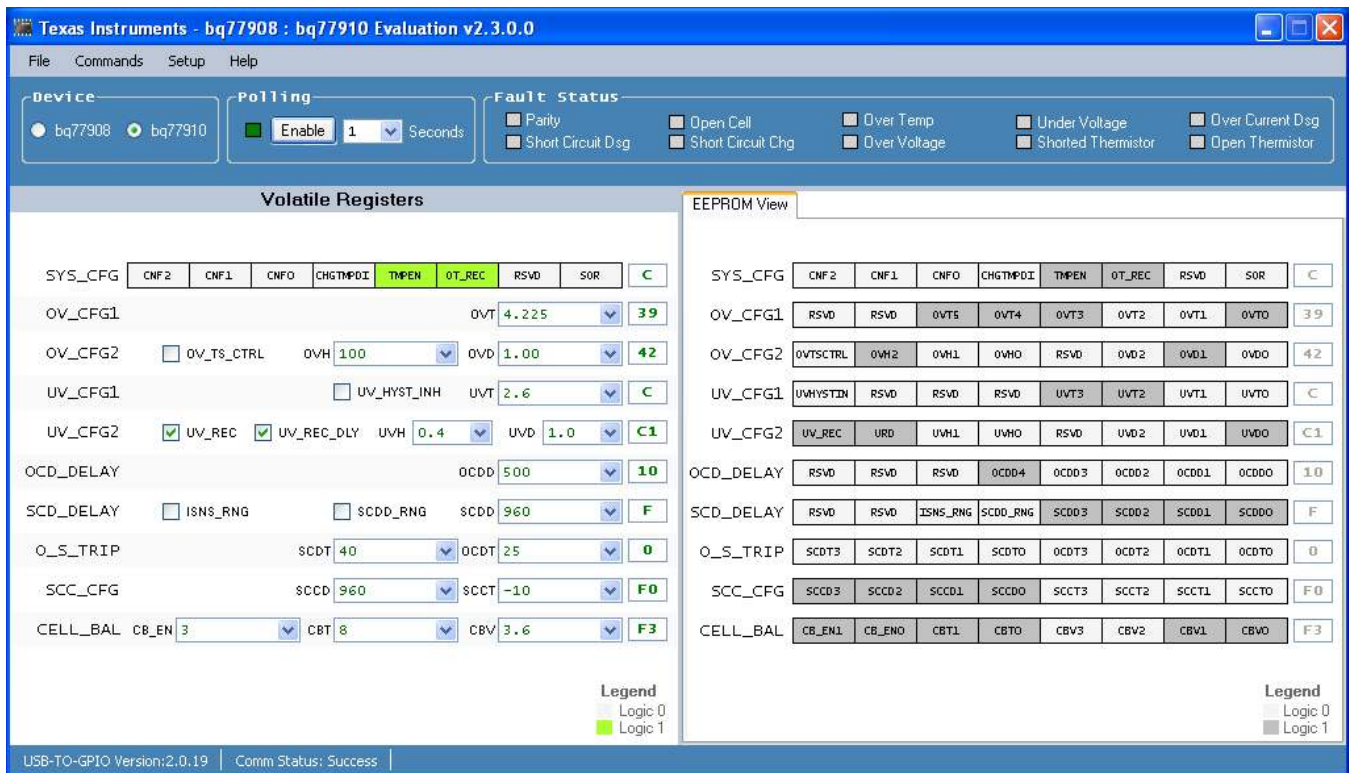 Texas Instruments - bq77908 : bq77910 Evaluation v2.3.0.0
File Commands Setup Help
Device Polling Fault Status
bq77908 bq77910 Enable 1 Seconds
Parity Open Cell Over Temp Under Voltage Over Current Dsg
Short Circuit Dsg Short Circuit Chg Over Voltage Shorted Thermistor Open Thermistor
Volatile Registers
SYS_CFG CNF2 CNF1 CNF0 CHGTMPDI TMPEN OT_REC RSVD SOR C
OV_CFG1 OVT 4.225 39
OV_CFG2 OV_TS_CTRL OVH 100 OVD 1.00 42
UV_CFG1 UV_HYST_INH UVT 2.6 C
UV_CFG2 UV_REC UV_REC_DLY UVH 0.4 UVD 1.0 C1
OCD_DELAY OCDD 500 10
SCD_DELAY ISNS_RNG SCDD_RNG SCDD 960 F
O_S_TRIP SCDT 40 OCDT 25 0
SCC_CFG SCCD 960 SCCT -10 F0
CELL_BAL CB_EN 3 CBT 8 CBV 3.6 F3
Legend
Logic 0
Logic 1
EEPROM View
SYS_CFG CNF2 CNF1 CNF0 CHGTMPDI TMPEN OT_REC RSVD SOR C
OV_CFG1 RSVD RSVD OVT5 OVT4 OVT3 OVT2 OVT1 OVT0 39
OV_CFG2 OVTSCTRL OVH2 OVH1 OVH0 RSVD OVD2 OVD1 OVD0 42
UV_CFG1 UVHYSTIN RSVD RSVD RSVD UVT3 UVT2 UVT1 UVT0 C
UV_CFG2 UV_REC URD UVH1 UVH0 RSVD UVD2 UVD1 UVD0 C1
OCD_DELAY RSVD RSVD RSVD OCDD4 OCDD3 OCDD2 OCDD1 OCDD0 10
SCD_DELAY RSVD RSVD ISNS_RNG SCDD_RNG SCDD3 SCDD2 SCDD1 SCDD0 F
O_S_TRIP SCDT3 SCDT2 SCDT1 SCDT0 OCDT3 OCDT2 OCDT1 OCDT0 0
SCC_CFG SCCD3 SCCD2 SCCD1 SCCD0 SCCT3 SCCT2 SCCT1 SCCT0 F0
CELL_BAL CB_EN1 CB_EN0 CBT1 CBT0 CBV3 CBV2 CBV1 CBV0 F3
Legend
Logic 0
Logic 1
USB-TO-GPIO Version:2.0.19 Comm Status: Success